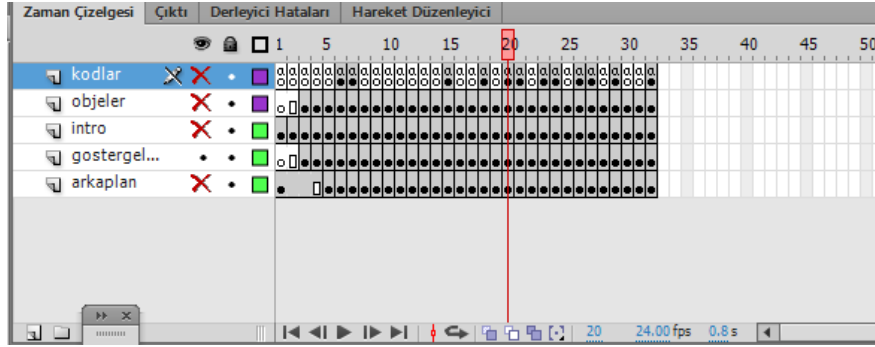 Zaman Çizelgesi Çıktı Derleyici Hataları Hareket Düzenleyici
1 5 10 15 20 25 30 35 40 45 50
kodlar
objeler
intro
gostergel...
arkaplan
20 24.00 fps 0.8 s